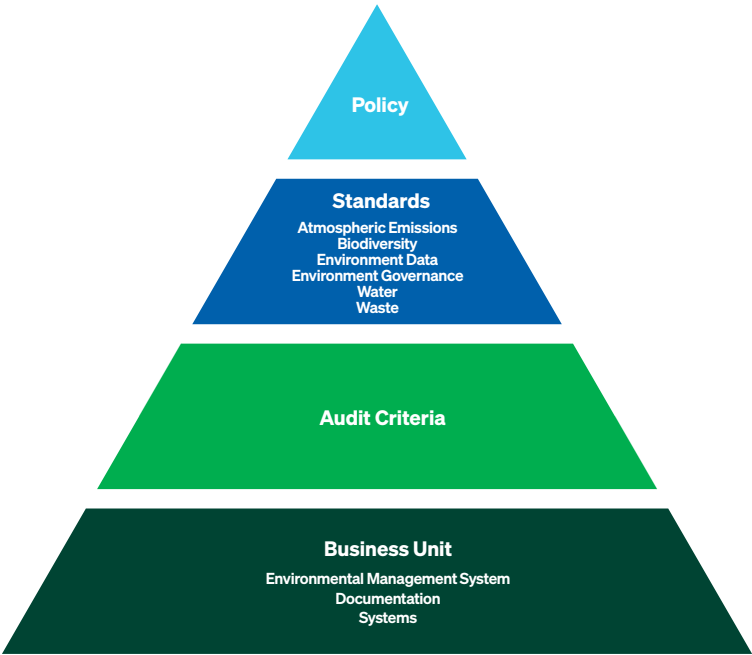 Policy
Standards
Atmospheric Emissions
Biodiversity
Environment Data
Environment Governance
Water
Waste
Audit Criteria
Business Unit
Environmental Management System
Documentation
Systems